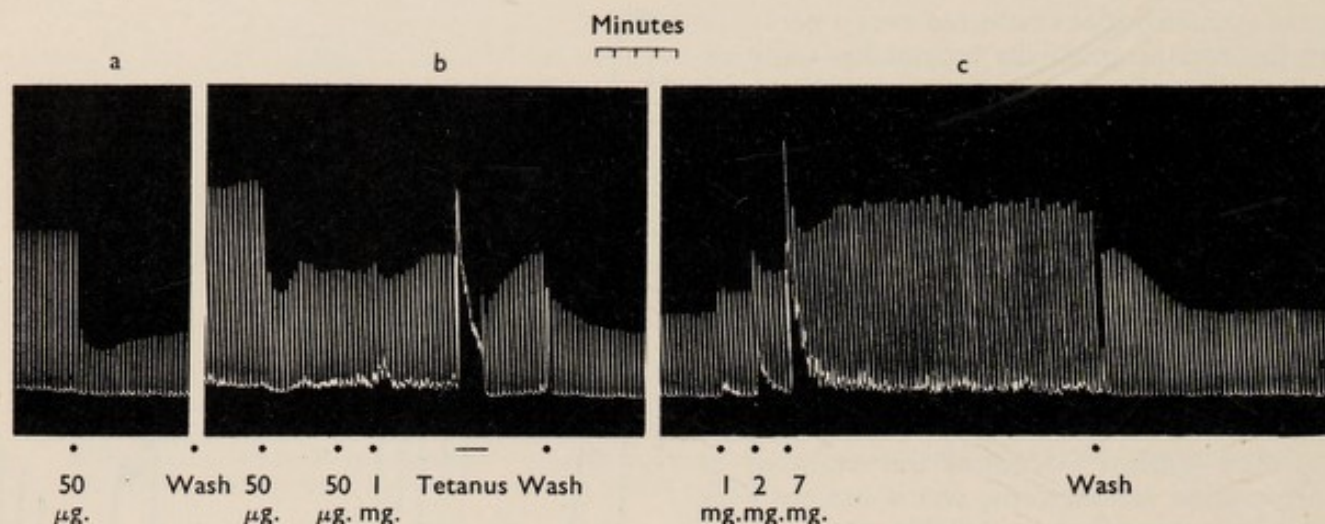 Minutes
a b c
50 Wash 50 50 1 Tetanus Wash 1 2 7 Wash
μg. μg. μg. mg. mg. mg. mg.